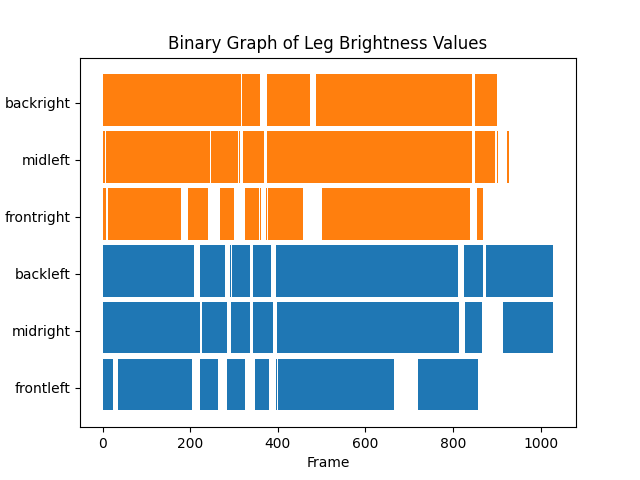 Binary Graph of Leg Brightness Values
backright
midleft
frontright
backleft
midright
frontleft
0 200 400 600 800 1000
Frame